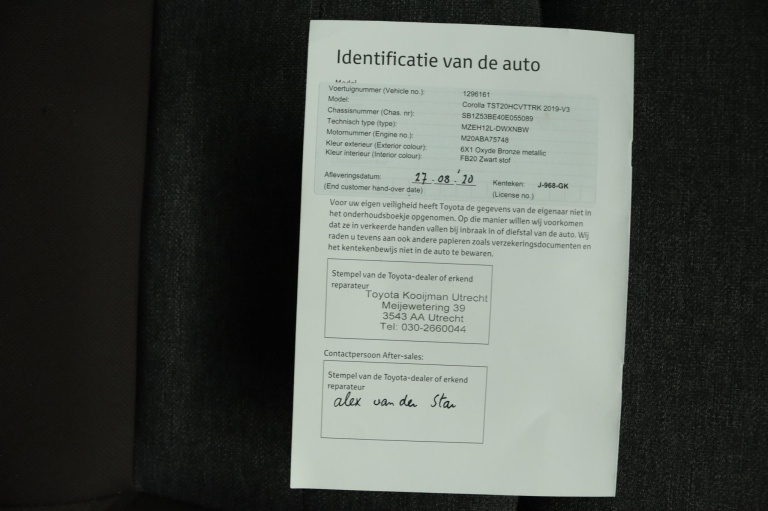 Identificatie van de auto
Model
Voertuignummer (Vehicle no.): 1296161
Model: Corolla TST20HCVTTRK 2019-V3
Chassisnummer (Chas. nr): SB1Z53BE40E055089
Technisch type (type): MZEH12L-DWXNBW
Motornummer (Engine no.): M20ABA75748
Kleur exterieur (Exterior colour): 6X1 Oxyde Bronze metallic
Kleur interieur (Interior colour): FB20 Zwart stof
Afleveringsdatum: 27-08-'20 Kenteken: J-968-GK
(End customer hand-over date) (License no.)
Voor uw eigen veiligheid heeft Toyota de gegevens van de eigenaar niet in
het onderhoudsboekje opgenomen. Op die manier willen wij voorkomen
dat ze in verkeerde handen vallen bij inbraak in of diefstal van de auto. Wij
raden u tevens aan ook andere papieren zoals verzekeringsdocumenten en
het kentekenbewijs niet in de auto te bewaren.
Stempel van de Toyota-dealer of erkend
reparateur
Toyota Kooijman Utrecht
Meijewetering 39
3543 AA Utrecht
Tel: 030-2660044
Contactpersoon After-sales:
Stempel van de Toyota-dealer of erkend
reparateur
alex van der Star